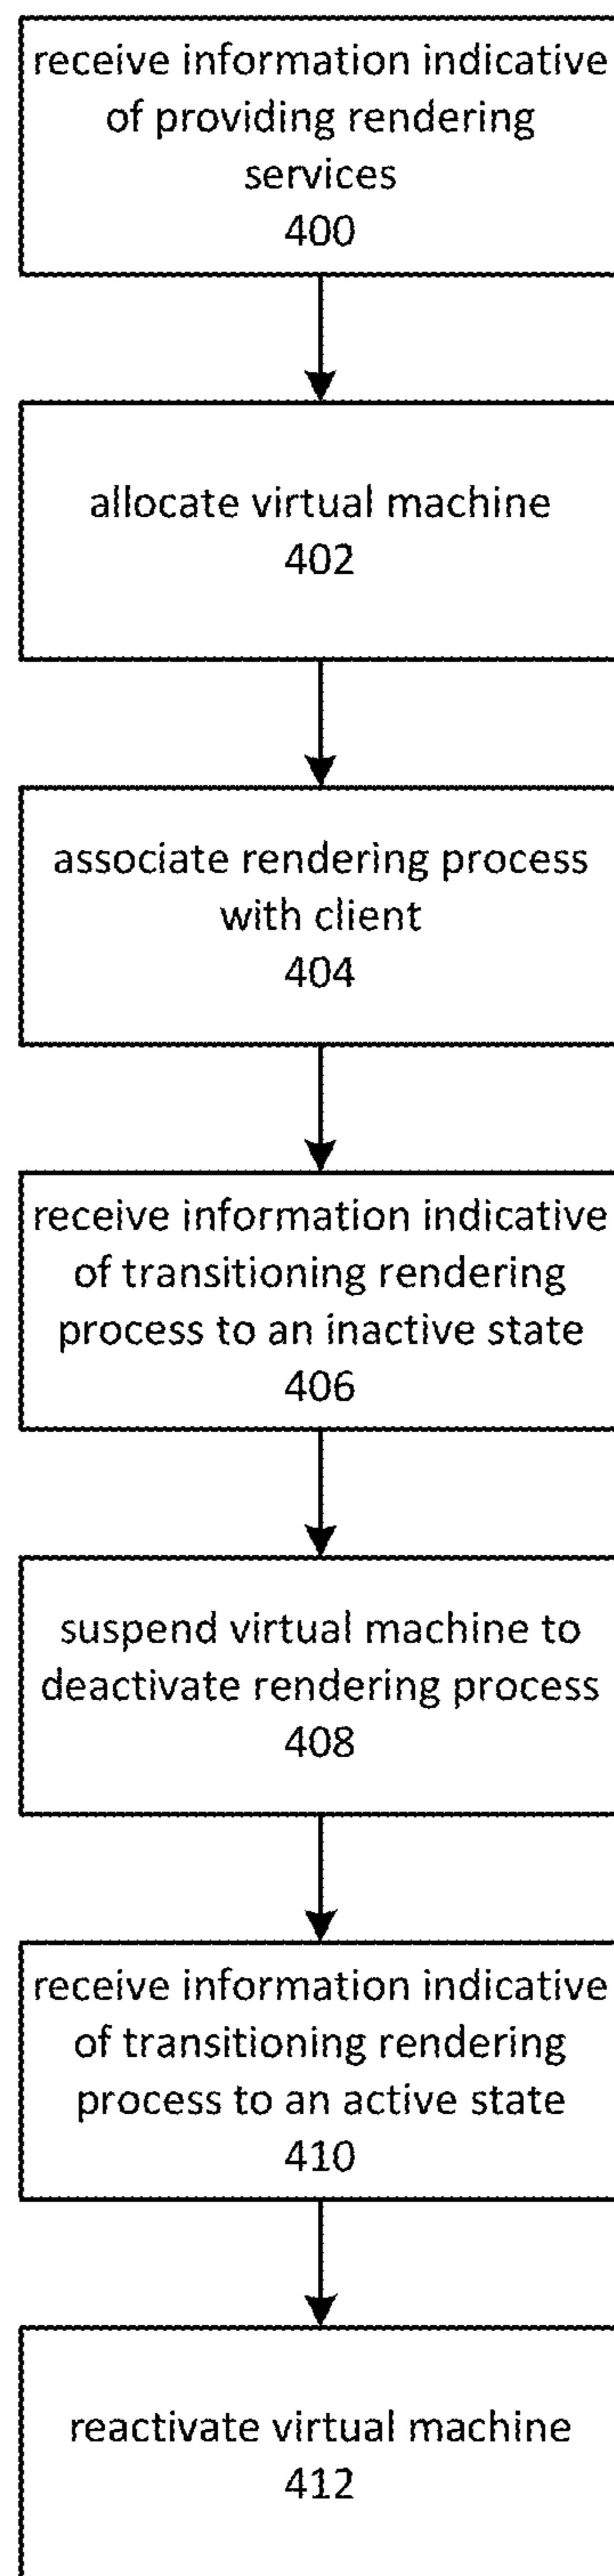 receive information indicative
of providing rendering
services
400
allocate virtual machine
402
associate rendering process
with client
404
receive information indicative
of transitioning rendering
process to an inactive state
406
suspend virtual machine to
deactivate rendering process
408
receive information indicative
of transitioning rendering
process to an active state
410
reactivate virtual machine
412